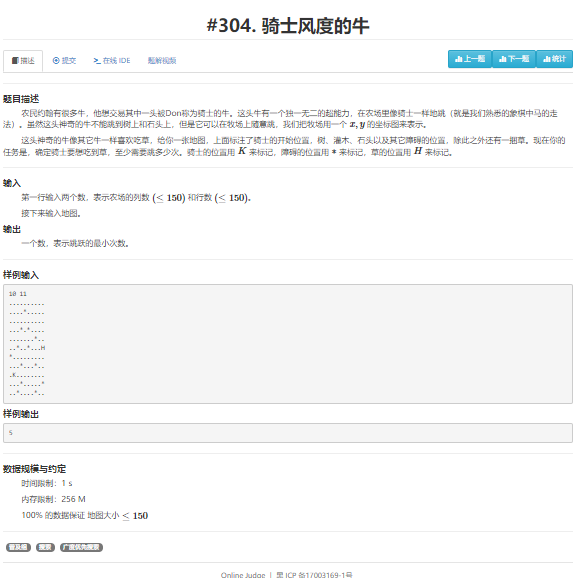 #304. 骑士风度的牛
描述 提交 在线 IDE 题解视频 上一题 下一题 统计
题目描述
农民约翰有很多牛，他想交易其中一头被Don称为骑士的牛。这头牛有一个独一无二的超能力，在农场里像骑士一样地跳（就是我们熟悉的象棋中马的走
法）。虽然这头神奇的牛不能跳到树上和石头上，但是它可以在牧场上随意跳，我们把牧场用一个 x, y 的坐标图来表示。
这头神奇的牛像其它牛一样喜欢吃草，给你一张地图，上面标注了骑士的开始位置，树、灌木、石头以及其它障碍的位置，除此之外还有一捆草。现在你的
任务是，确定骑士要想吃到草，至少需要跳多少次。骑士的位置用 K 来标记，障碍的位置用 * 来标记，草的位置用 H 来标记。
输入
第一行输入两个数，表示农场的列数 (≤ 150) 和行数 (≤ 150)。
接下来输入地图。
输出
一个数，表示跳跃的最小次数。
样例输入
10 11
..........
....*.....
..........
...*.*....
.......*..
..*..*...H
*.........
...*...*..
.K........
...*.....*
..*....*..
样例输出
5
数据规模与约定
时间限制：1 s
内存限制：256 M
100% 的数据保证 地图大小 ≤ 150
普及组 搜索 广度优先搜索
Online Judge | 黑 ICP 备17003169-1号